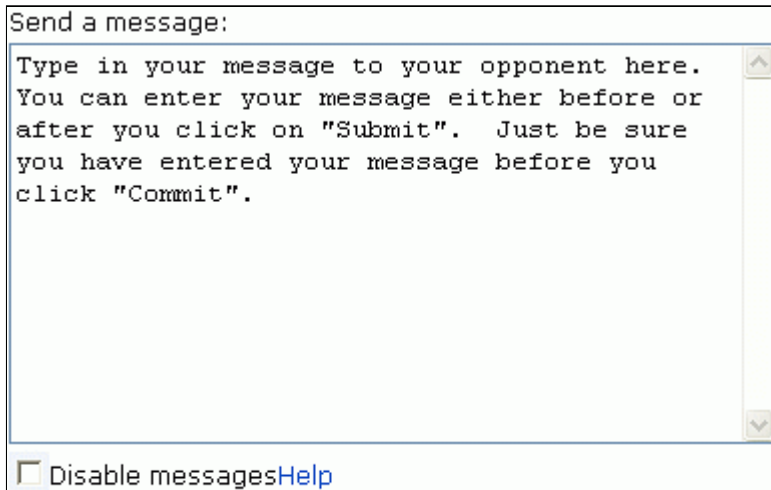 Send a message:
Type in your message to your opponent here.
You can enter your message either before or
after you click on "Submit".  Just be sure
you have entered your message before you
click "Commit".
Disable messagesHelp